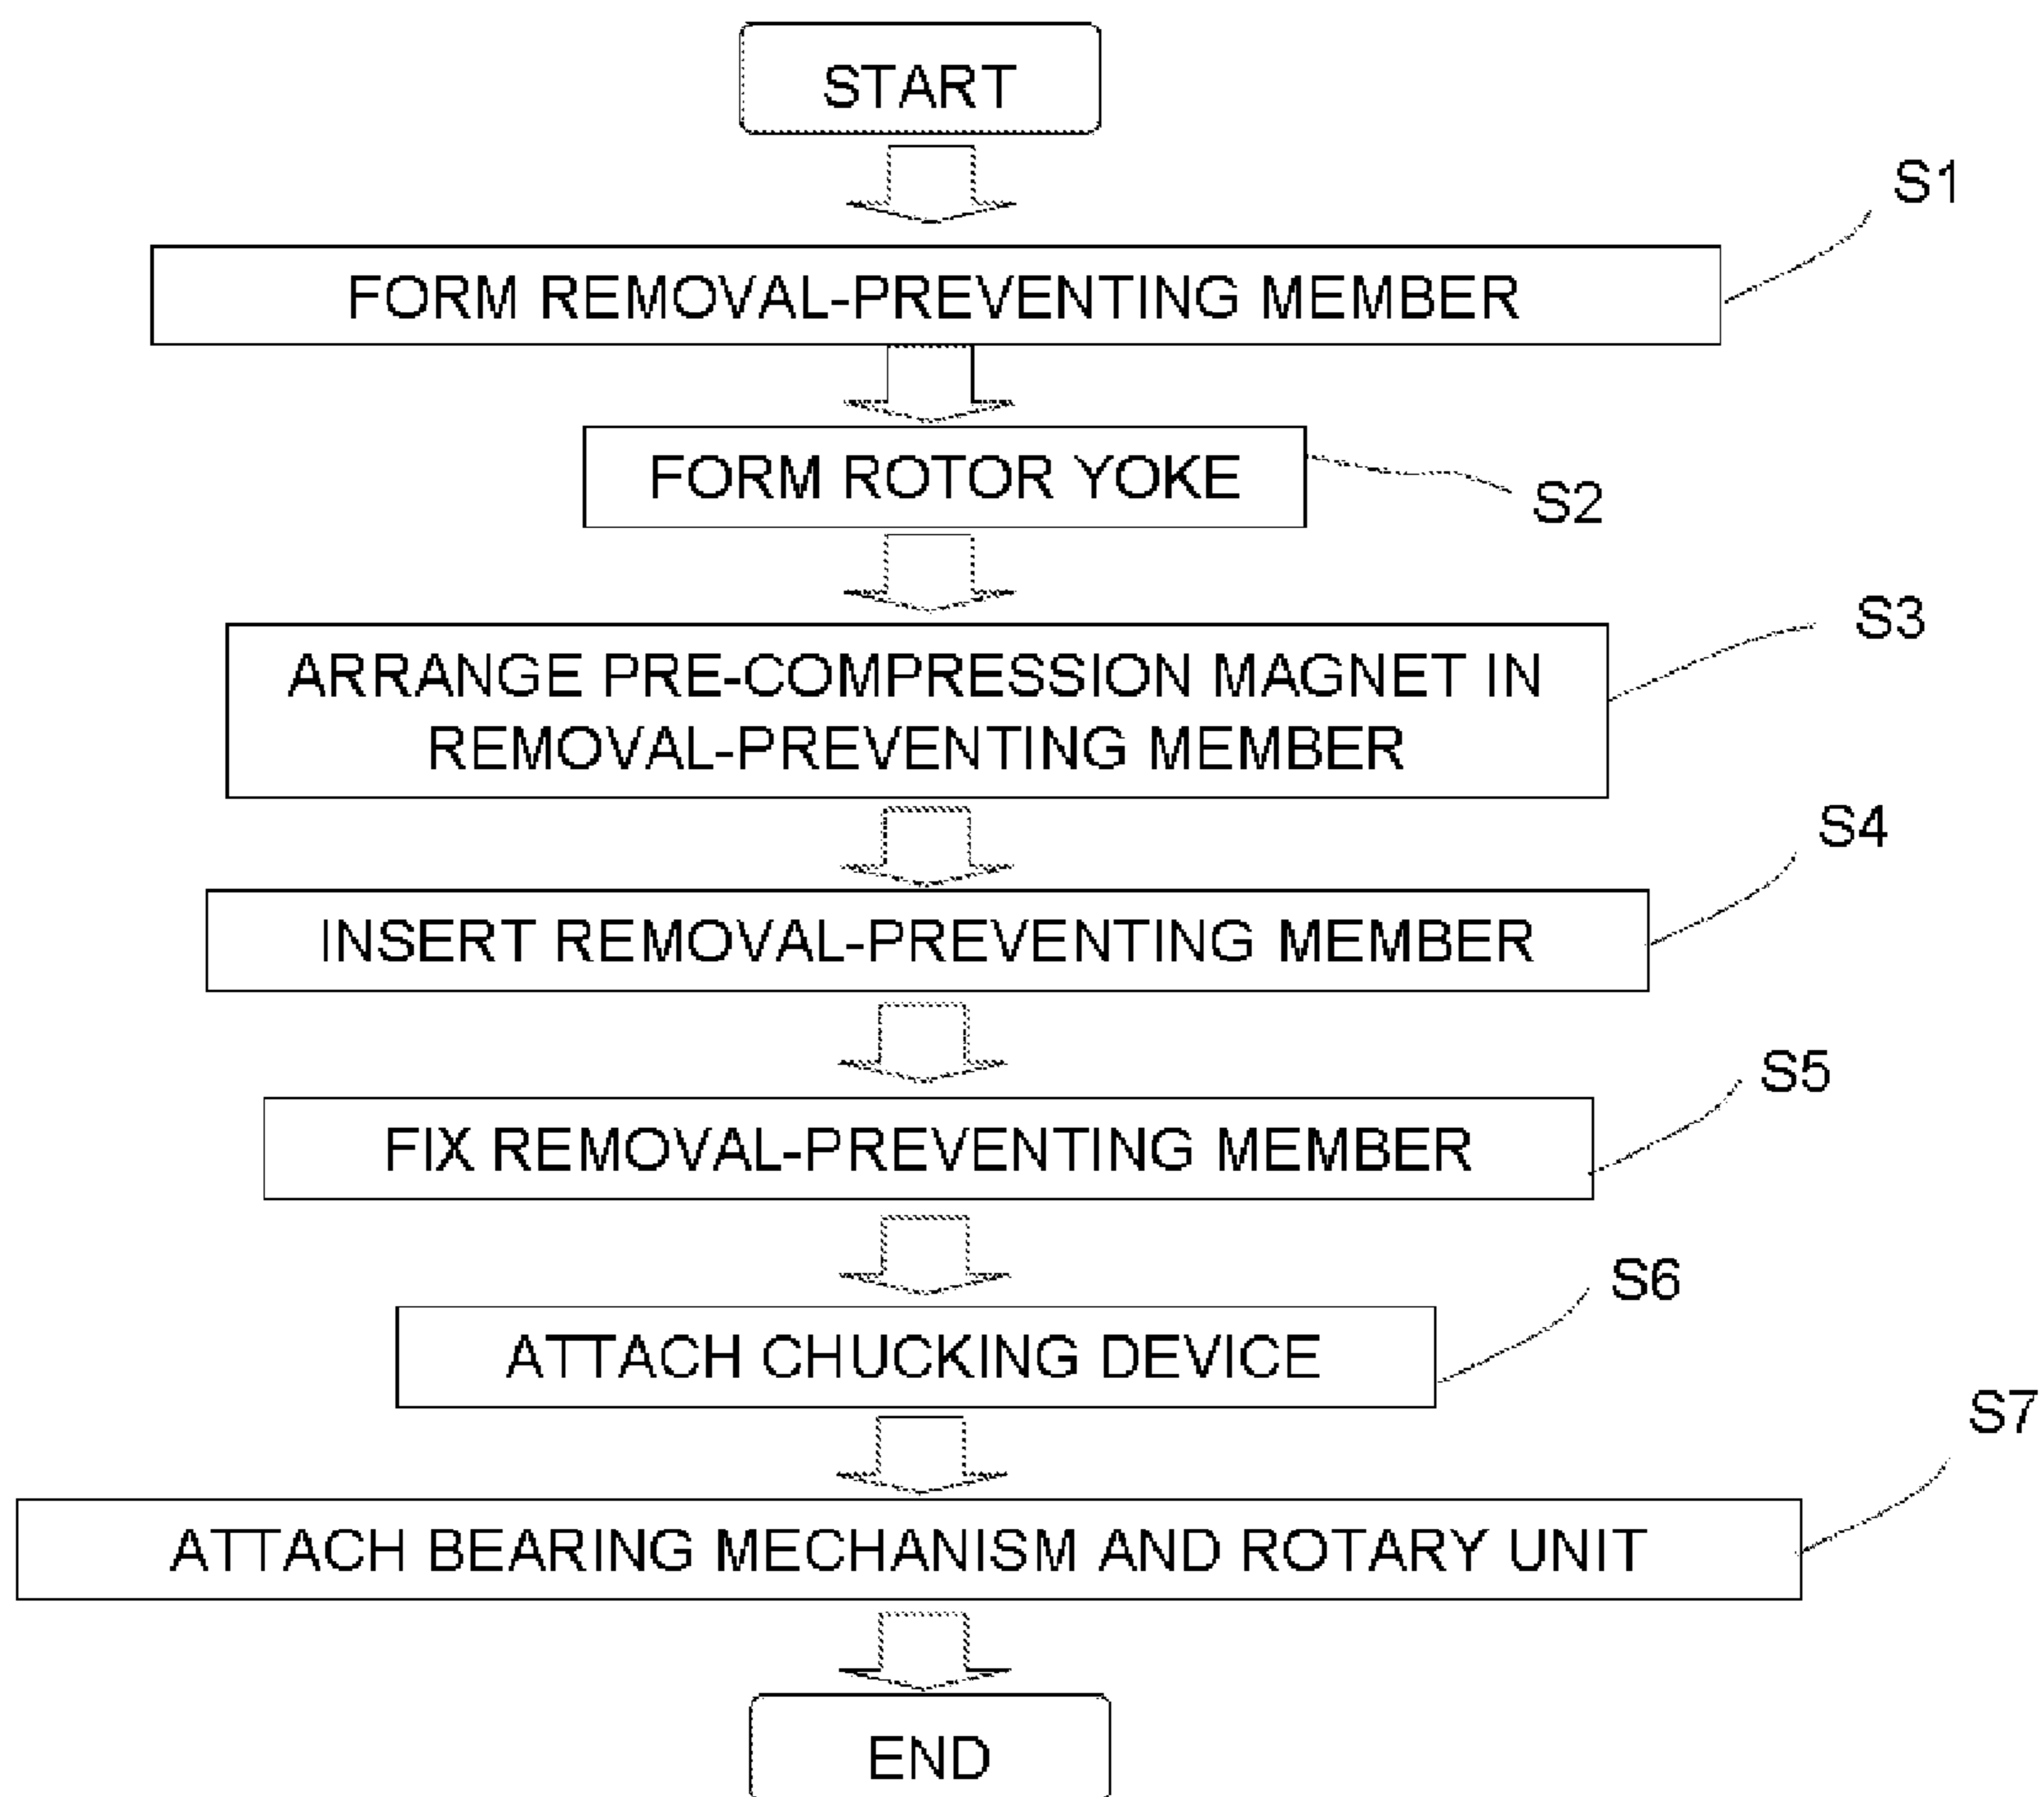 START
S1
FORM REMOVAL-PREVENTING MEMBER
FORM ROTOR YOKE
S2
S3
ARRANGE PRE-COMPRESSION MAGNET IN
REMOVAL-PREVENTING MEMBER
S4
INSERT REMOVAL-PREVENTING MEMBER
S5
FIX REMOVAL-PREVENTING MEMBER
S6
ATTACH CHUCKING DEVICE
S7
ATTACH BEARING MECHANISM AND ROTARY UNIT
END